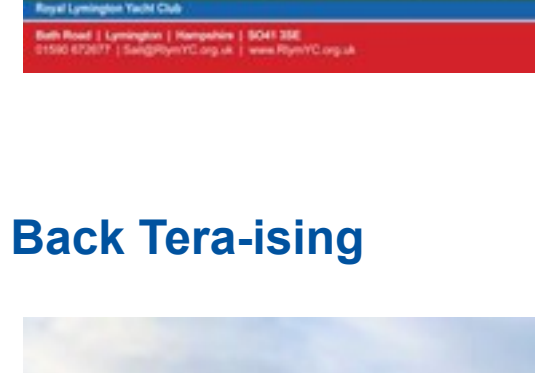 Royal Lymington Yacht Club
Bath Road | Lymington | Hampshire | SO41 3SE
01590 672677 | Sail@RlymYC.org.uk | www.RlymYC.org.uk
Back Tera-ising